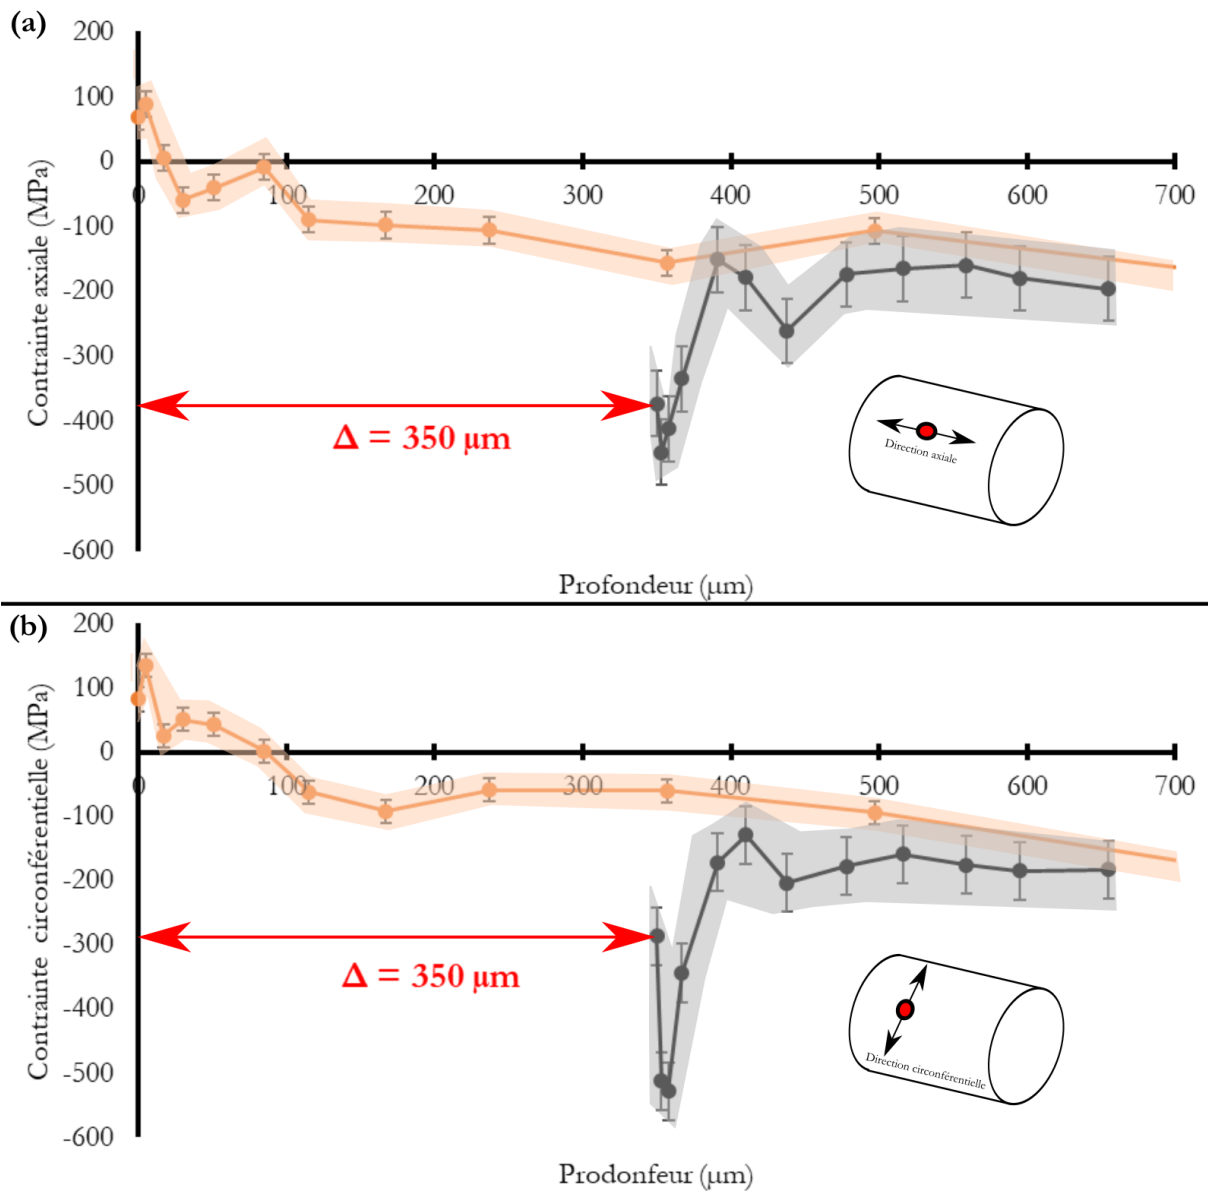 (a)
200
100
0
-100
-200
-300
-400
-500
-600
Contrainte axiale (MPa)
0 100 200 300 400 500 600 700
Δ = 350 µm
Direction axiale
Profondeur (µm)
(b)
200
100
0
-100
-200
-300
-400
-500
-600
Contrainte circonférentielle (MPa)
0 100 200 300 400 500 600 700
Δ = 350 µm
Direction circonférentielle
Prodonfeur (µm)